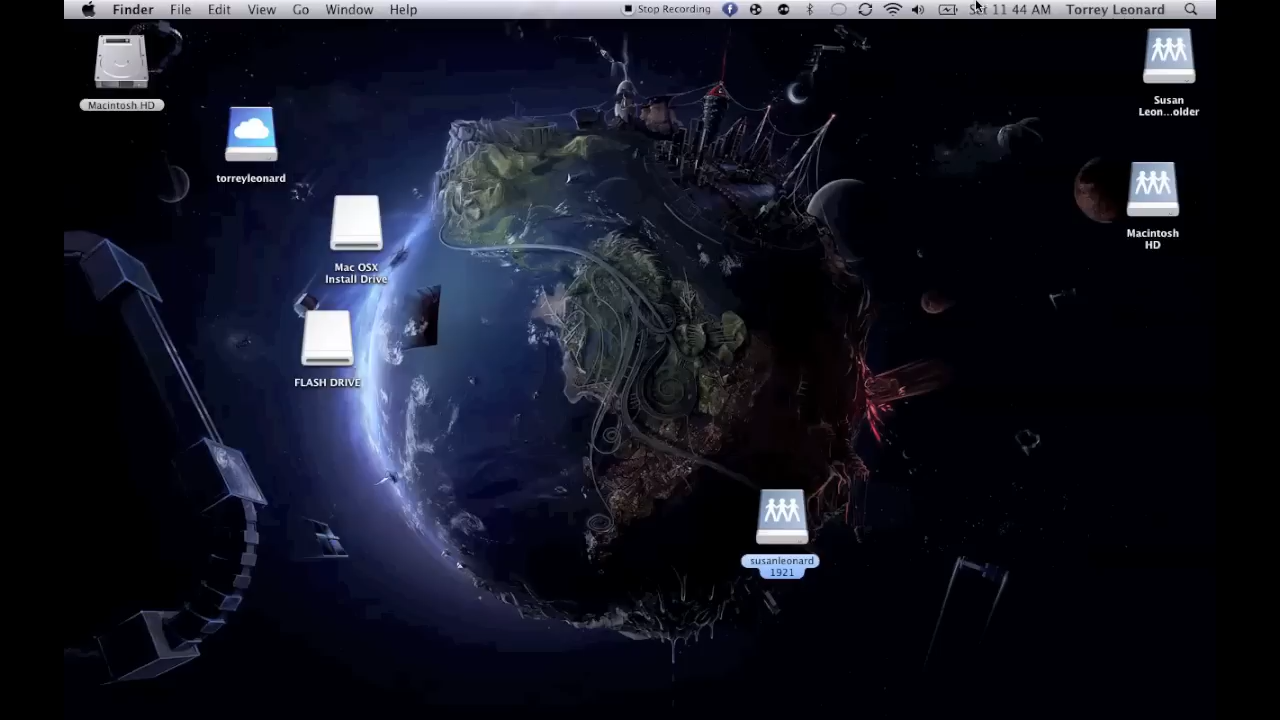 Finder File Edit View Go Window Help Stop Recording Sat 11 44 AM Torrey Leonard
Macintosh HD
Susan
Leon...older
torreyleonard
Macintosh
HD
Mac OSX
Install Drive
FLASH DRIVE
susanleonard
1921